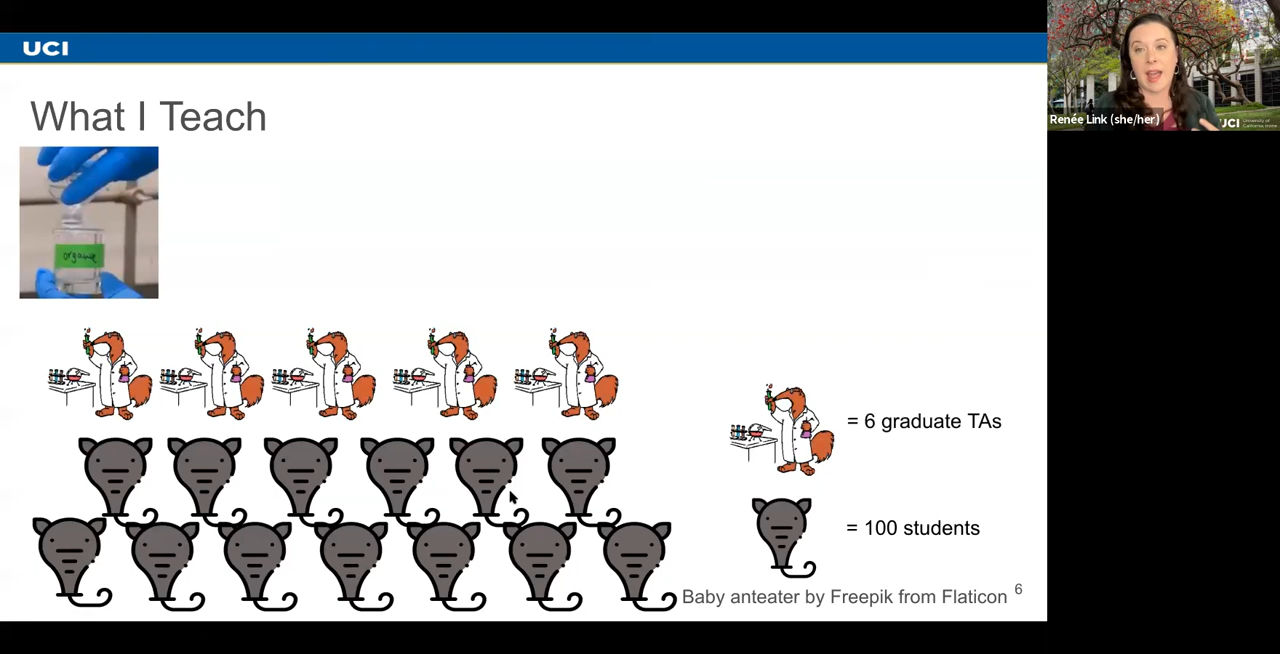 UCI
What I Teach
organic
= 6 graduate TAs
= 100 students
Baby anteater by Freepik from Flaticon
6
Renée Link (she/her)
UCI